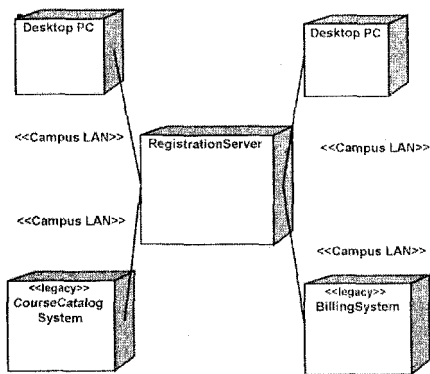 Desktop PC
Desktop PC
<<Campus LAN>>
RegistrationServer
<<Campus LAN>>
<<Campus LAN>>
<<Campus LAN>>
<<legacy>>
CourseCatalog
System
<<legacy>>
BillingSystem